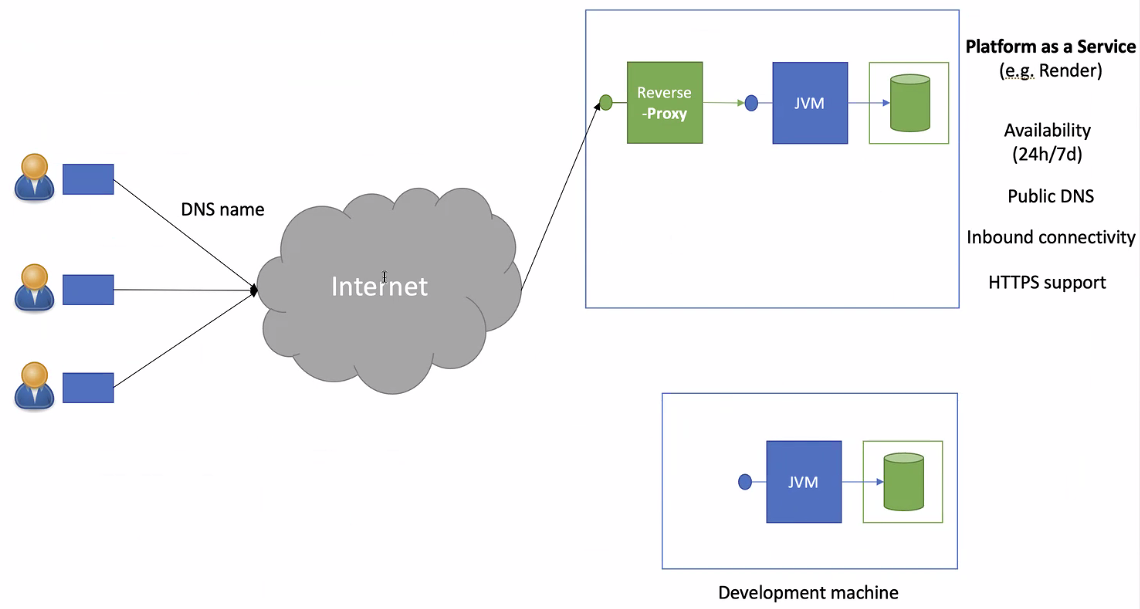 DNS name
Internet
Reverse
-Proxy
JVM
Platform as a Service
(e.g. Render)
Availability
(24h/7d)
Public DNS
Inbound connectivity
HTTPS support
JVM
Development machine